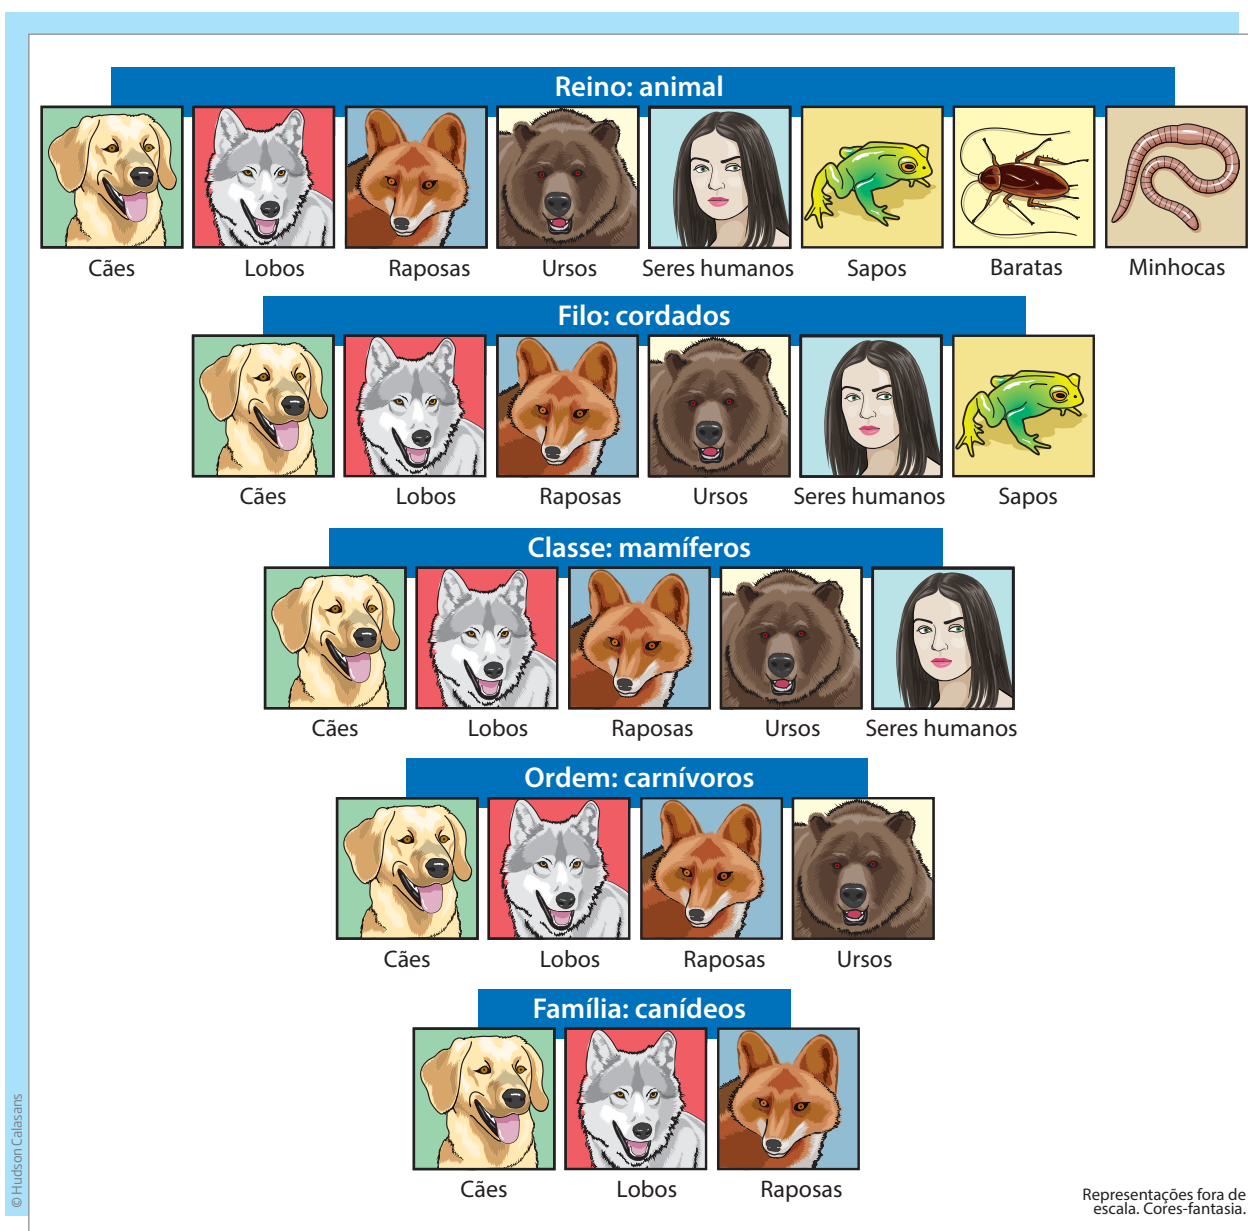 Reino: animal
Cães Lobos Raposas Ursos Seres humanos Sapos Baratas Minhocas
Filo: cordados
Cães Lobos Raposas Ursos Seres humanos Sapos
Classe: mamíferos
Cães Lobos Raposas Ursos Seres humanos
Ordem: carnívoros
Cães Lobos Raposas Ursos
Família: canídeos
Cães Lobos Raposas
© Hudson Calasans
Representações fora de
escala. Cores-fantasia.